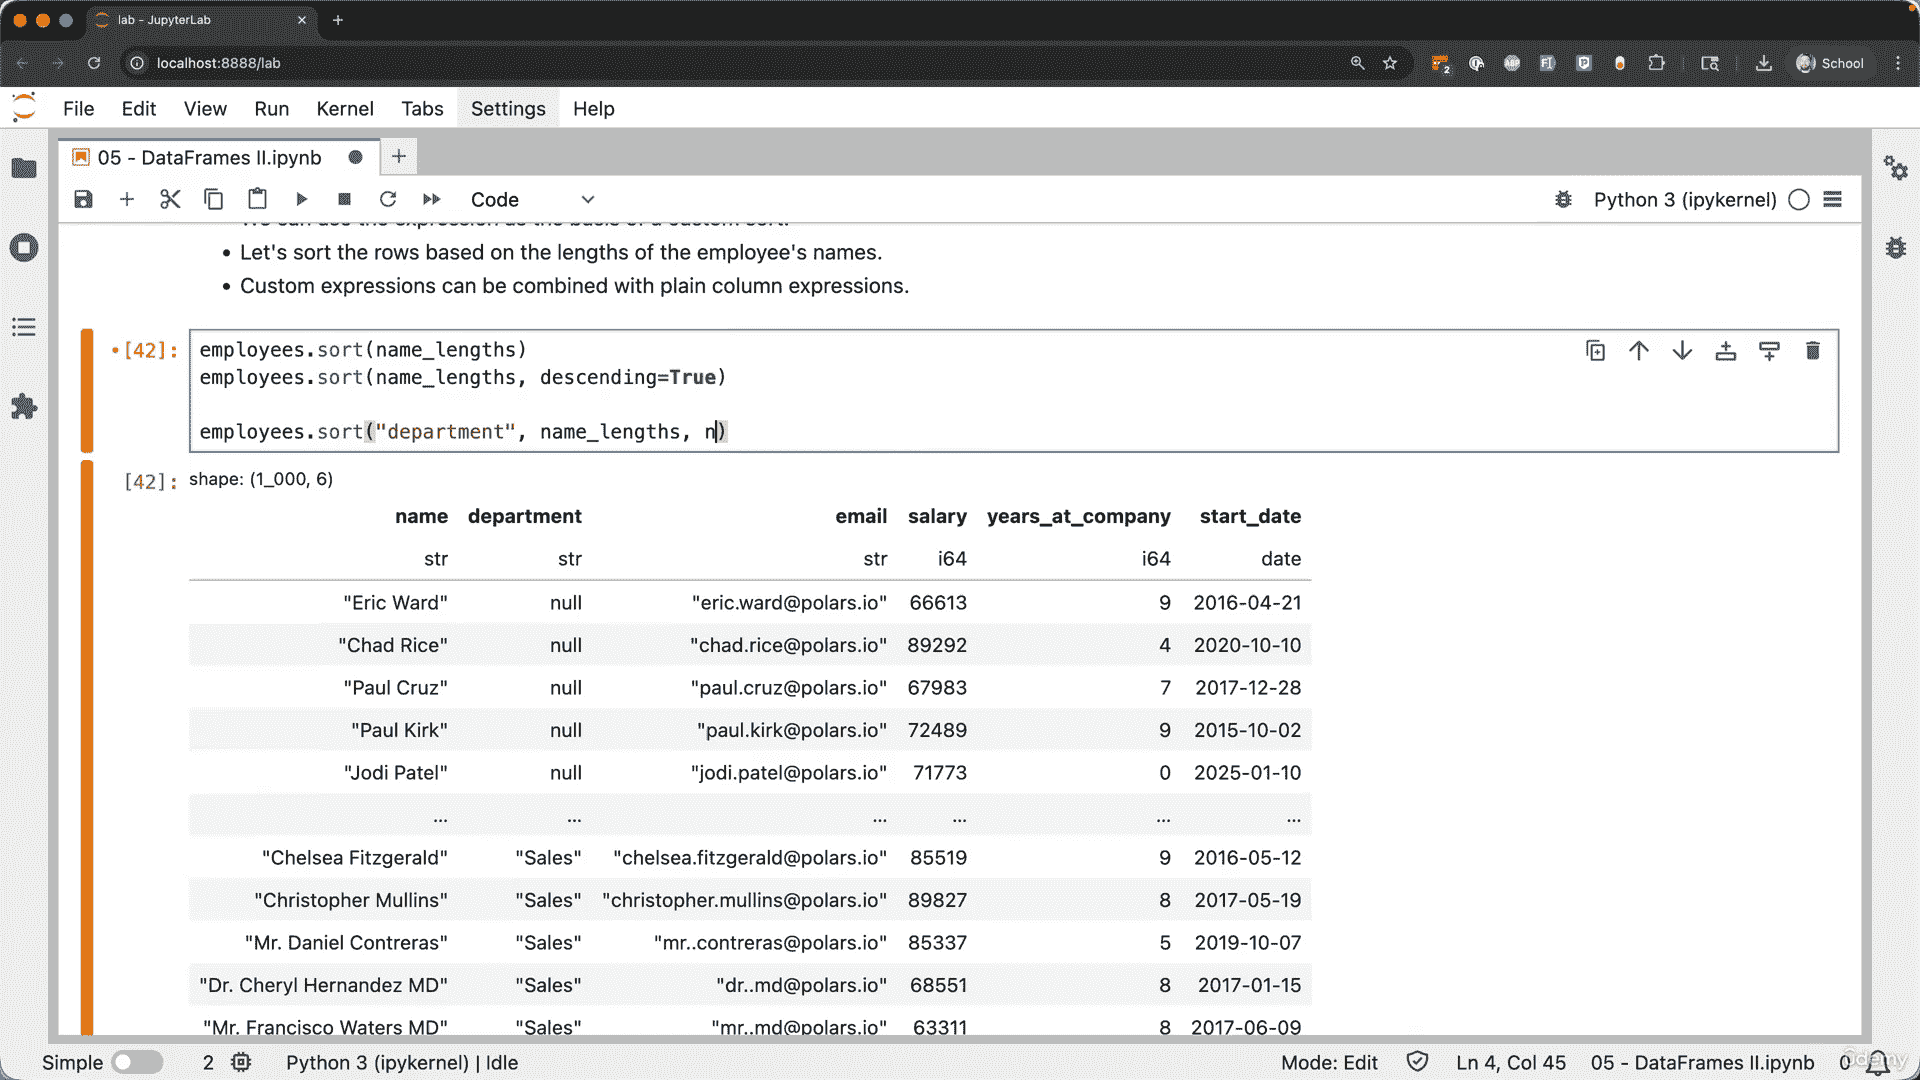 lab - JupyterLab
localhost:8888/lab
2
School
File Edit View Run Kernel Tabs Settings Help
05 - DataFrames II.ipynb
Code
Python 3 (ipykernel)
• Let's sort the rows based on the lengths of the employee's names.
• Custom expressions can be combined with plain column expressions.
[42]:
employees.sort(name_lengths)
employees.sort(name_lengths, descending=True)
employees.sort("department", name_lengths, n)
[42]: shape: (1_000, 6)
name department email salary years_at_company start_date
str str str i64 i64 date
"Eric Ward" null "eric.ward@polars.io" 66613 9 2016-04-21
"Chad Rice" null "chad.rice@polars.io" 89292 4 2020-10-10
"Paul Cruz" null "paul.cruz@polars.io" 67983 7 2017-12-28
"Paul Kirk" null "paul.kirk@polars.io" 72489 9 2015-10-02
"Jodi Patel" null "jodi.patel@polars.io" 71773 0 2025-01-10
... ... ... ... ... ...
"Chelsea Fitzgerald" "Sales" "chelsea.fitzgerald@polars.io" 85519 9 2016-05-12
"Christopher Mullins" "Sales" "christopher.mullins@polars.io" 89827 8 2017-05-19
"Mr. Daniel Contreras" "Sales" "mr..contreras@polars.io" 85337 5 2019-10-07
"Dr. Cheryl Hernandez MD" "Sales" "dr..md@polars.io" 68551 8 2017-01-15
"Mr. Francisco Waters MD" "Sales" "mr..md@polars.io" 63311 8 2017-06-09
Simple 2 Python 3 (ipykernel) | Idle Mode: Edit Ln 4, Col 45 05 - DataFrames II.ipynb 0
udemy